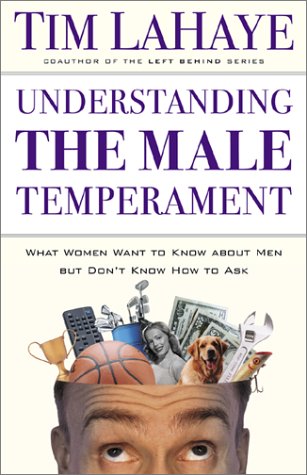 TIM LAHAYE
COAUTHOR OF THE LEFT BEHIND SERIES
UNDERSTANDING
THE MALE
TEMPERAMENT
WHAT WOMEN WANT TO KNOW ABOUT MEN
BUT DON'T KNOW HOW TO ASK